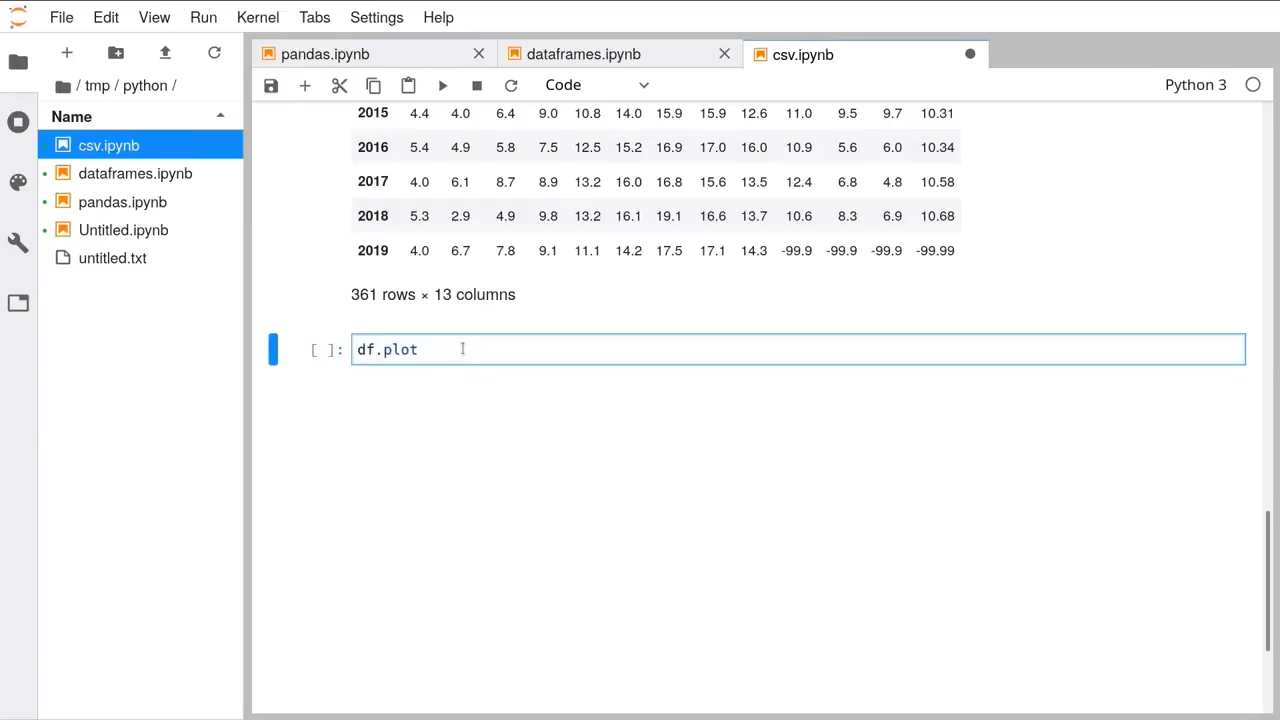 File Edit View Run Kernel Tabs Settings Help
pandas.ipynb dataframes.ipynb csv.ipynb
Code Python 3
/ tmp / python /
Name
csv.ipynb
dataframes.ipynb
pandas.ipynb
Untitled.ipynb
untitled.txt
2015 4.4 4.0 6.4 9.0 10.8 14.0 15.9 15.9 12.6 11.0 9.5 9.7 10.31
2016 5.4 4.9 5.8 7.5 12.5 15.2 16.9 17.0 16.0 10.9 5.6 6.0 10.34
2017 4.0 6.1 8.7 8.9 13.2 16.0 16.8 15.6 13.5 12.4 6.8 4.8 10.58
2018 5.3 2.9 4.9 9.8 13.2 16.1 19.1 16.6 13.7 10.6 8.3 6.9 10.68
2019 4.0 6.7 7.8 9.1 11.1 14.2 17.5 17.1 14.3 -99.9 -99.9 -99.9 -99.99
361 rows × 13 columns
[ ]: df.plot